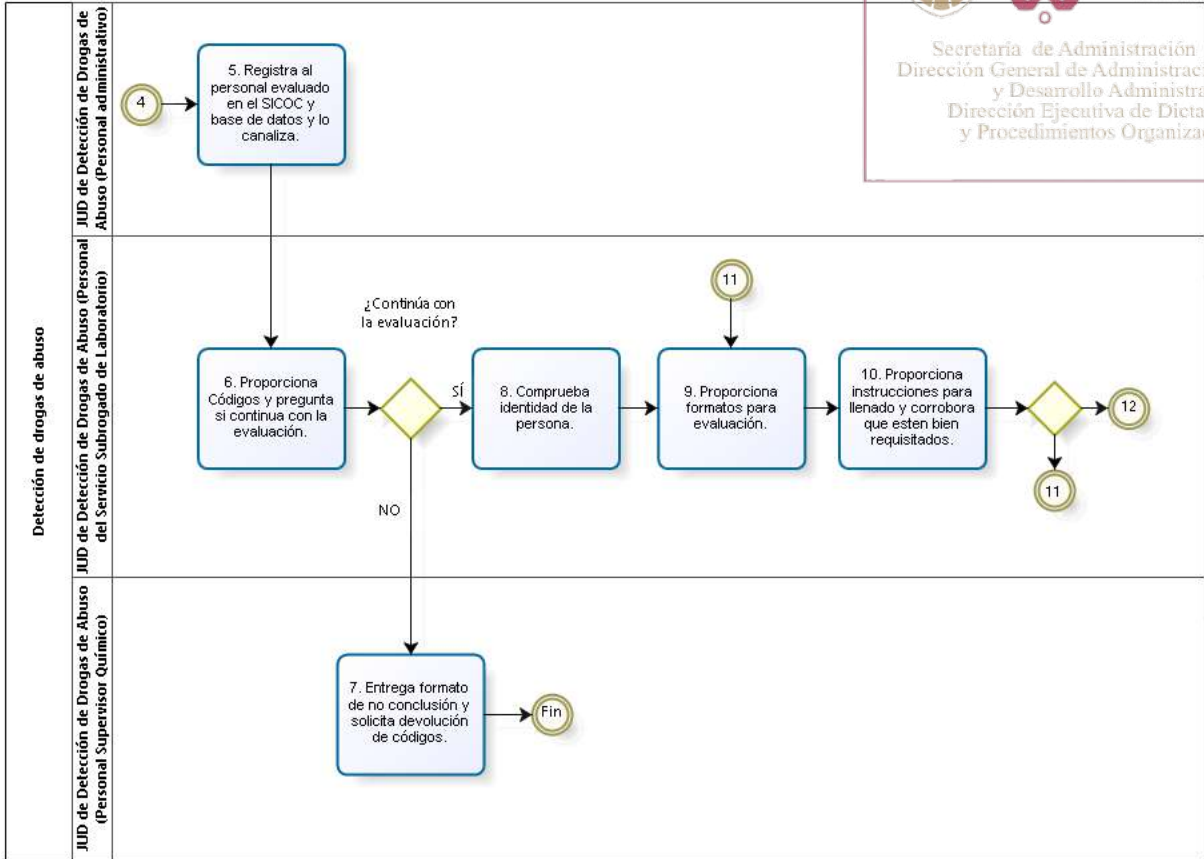 Secretaría de Administración
Dirección General de Administrac
y Desarrollo Administra
Dirección Ejecutiva de Dicta
y Procedimientos Organiza
Detección de drogas de abuso
JUD de Detección de Drogas de
Abuso (Personal administrativo)
4
5. Registra al
personal evaluado
en el SICOC y
base de datos y lo
canaliza.
JUD de Detección de Drogas de Abuso (Personal
del Servicio Subrogado de Laboratorio)
6. Proporciona
Códigos y pregunta
si continua con la
evaluación.
¿Continúa con
la evaluación?
SÍ
NO
8. Comprueba
identidad de la
persona.
11
9. Proporciona
formatos para
evaluación.
10. Proporciona
instrucciones para
llenado y corrobora
que esten bien
requisitados.
12
11
JUD de Detección de Drogas de Abuso
(Personal Supervisor Químico)
7. Entrega formato
de no conclusión y
solicita devolución
de códigos.
Fin